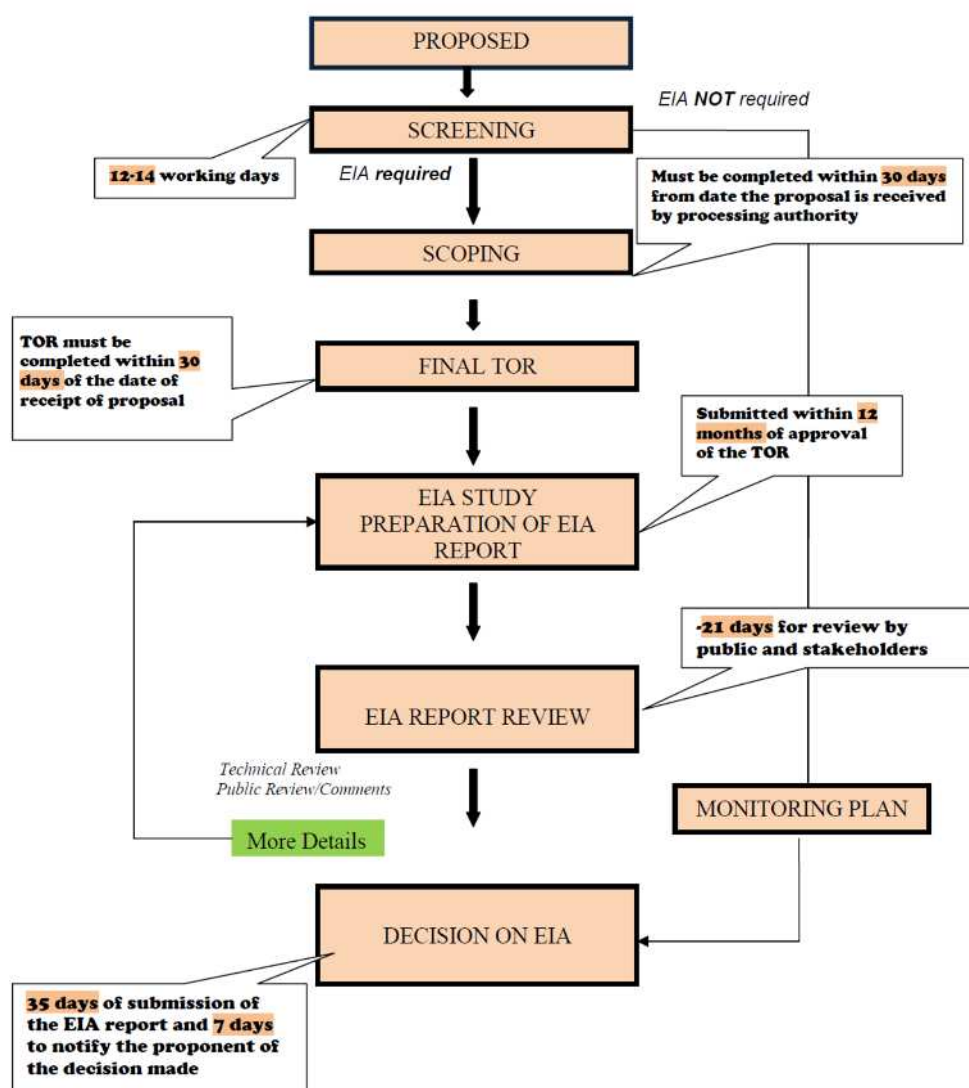 PROPOSED
EIA NOT required
SCREENING
12-14 working days
EIA required
Must be completed within 30 days
from date the proposal is received
by processing authority
SCOPING
TOR must be
completed within 30
days of the date of
receipt of proposal
FINAL TOR
Submitted within 12
months of approval
of the TOR
EIA STUDY
PREPARATION OF EIA
REPORT
-21 days for review by
public and stakeholders
EIA REPORT REVIEW
Technical Review
Public Review/Comments
More Details
MONITORING PLAN
DECISION ON EIA
35 days of submission of
the EIA report and 7 days
to notify the proponent of
the decision made